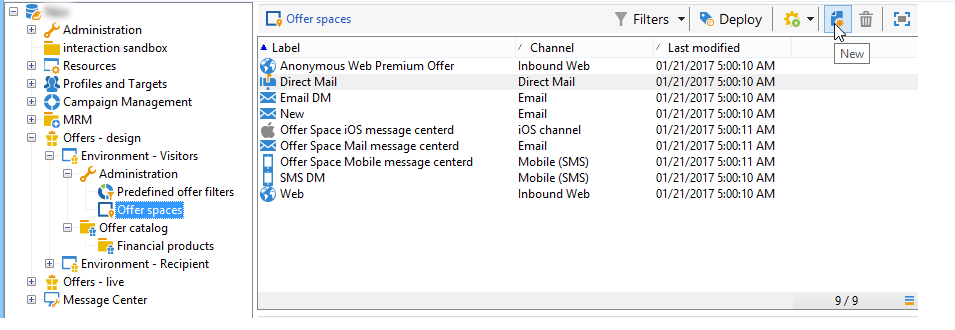 Administration
interaction sandbox
Resources
Profiles and Targets
Campaign Management
MRM
Offers - design
Environment - Visitors
Administration
Predefined offer filters
Offer spaces
Offer catalog
Financial products
Environment - Recipient
Offers - live
Message Center
Offer spaces Filters Deploy
New
Label Channel Last modified
Anonymous Web Premium Offer Inbound Web 01/21/2017 5:00:10 AM
Direct Mail Direct Mail 01/21/2017 5:00:10 AM
Email DM Email 01/21/2017 5:00:10 AM
New Email 01/21/2017 5:00:10 AM
Offer Space iOS message centerd iOS channel 01/21/2017 5:00:11 AM
Offer Space Mail message centerd Email 01/21/2017 5:00:11 AM
Offer Space Mobile message centerd Mobile (SMS) 01/21/2017 5:00:11 AM
SMS DM Mobile (SMS) 01/21/2017 5:00:10 AM
Web Inbound Web 01/21/2017 5:00:10 AM
9 / 9